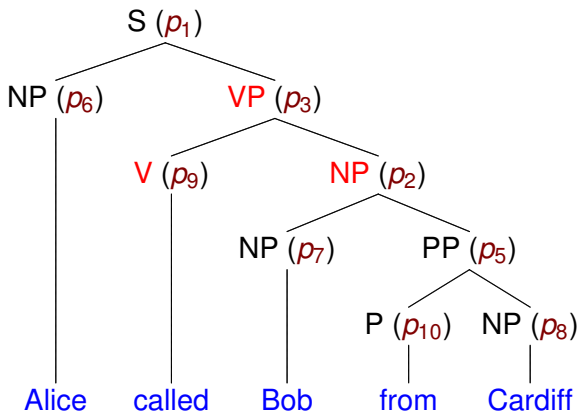 S (p₁)
NP (p₆) VP (p₃)
V (p₉) NP (p₂)
NP (p₇) PP (p₅)
P (p₁₀) NP (p₈)
Alice called Bob from Cardiff